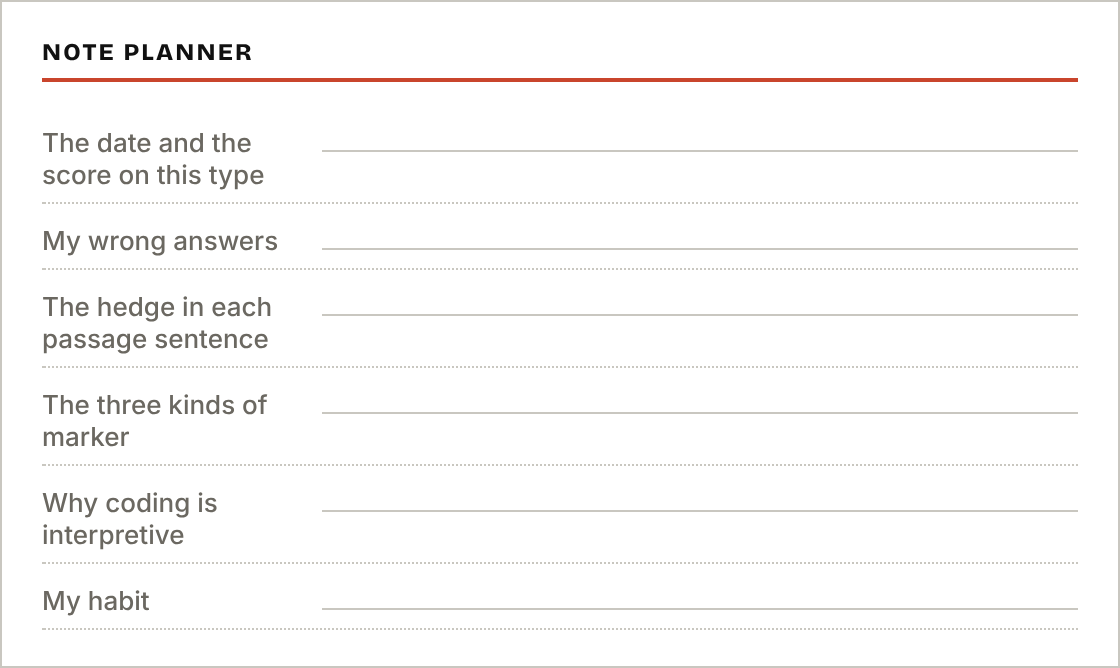 NOTE PLANNER
The date and the
score on this type
My wrong answers
The hedge in each
passage sentence
The three kinds of
marker
Why coding is
interpretive
My habit